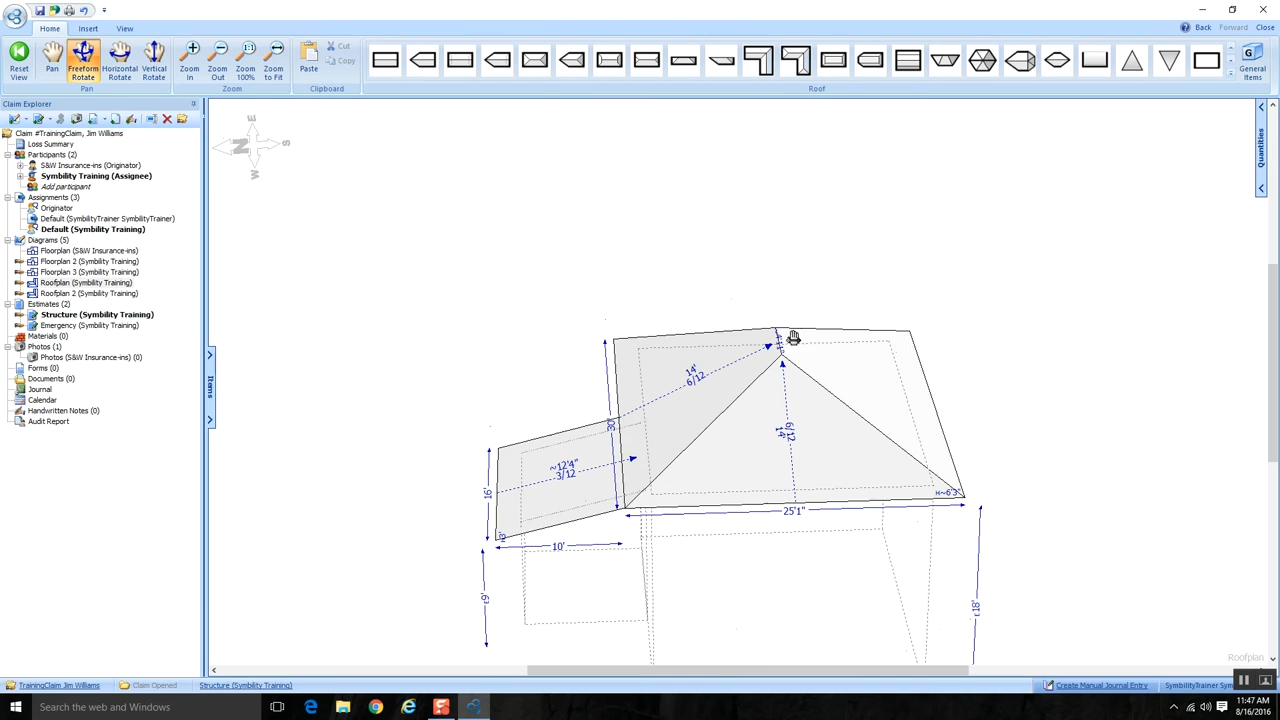 Home Insert View Back Forward Close
Reset View
Pan
Freeform Rotate
Horizontal Rotate
Vertical Rotate
Zoom In
Zoom Out
Zoom 100%
Zoom to Fit
Paste
Cut
Copy
General Items
Pan Zoom Clipboard Roof
Claim Explorer
Claim #TrainingClaim, Jim Williams
Loss Summary
Participants (2)
S&W Insurance-ins (Originator)
Symbility Training (Assignee)
Add participant
Assignments (3)
Originator
Default (SymbilityTrainer SymbilityTrainer)
Default (Symbility Training)
Diagrams (5)
Floorplan (S&W Insurance-ins)
Floorplan 2 (Symbility Training)
Floorplan 3 (Symbility Training)
Roofplan (Symbility Training)
Roofplan 2 (Symbility Training)
Estimates (2)
Structure (Symbility Training)
Emergency (Symbility Training)
Materials (0)
Photos (1)
Photos (S&W Insurance-ins) (0)
Forms (0)
Documents (0)
Journal
Calendar
Handwritten Notes (0)
Audit Report
Items
Quantities
E
N
S
W
14'
6/12
30'
6/12
14'
~12'4"
3/12
16'
H~6'3"
25'1"
10'
9'
18'
Roofplan
TrainingClaim Jim Williams Claim Opened Structure (Symbility Training) Create Manual Journal Entry SymbilityTrainer Sym
Search the web and Windows
11:47 AM
8/16/2016